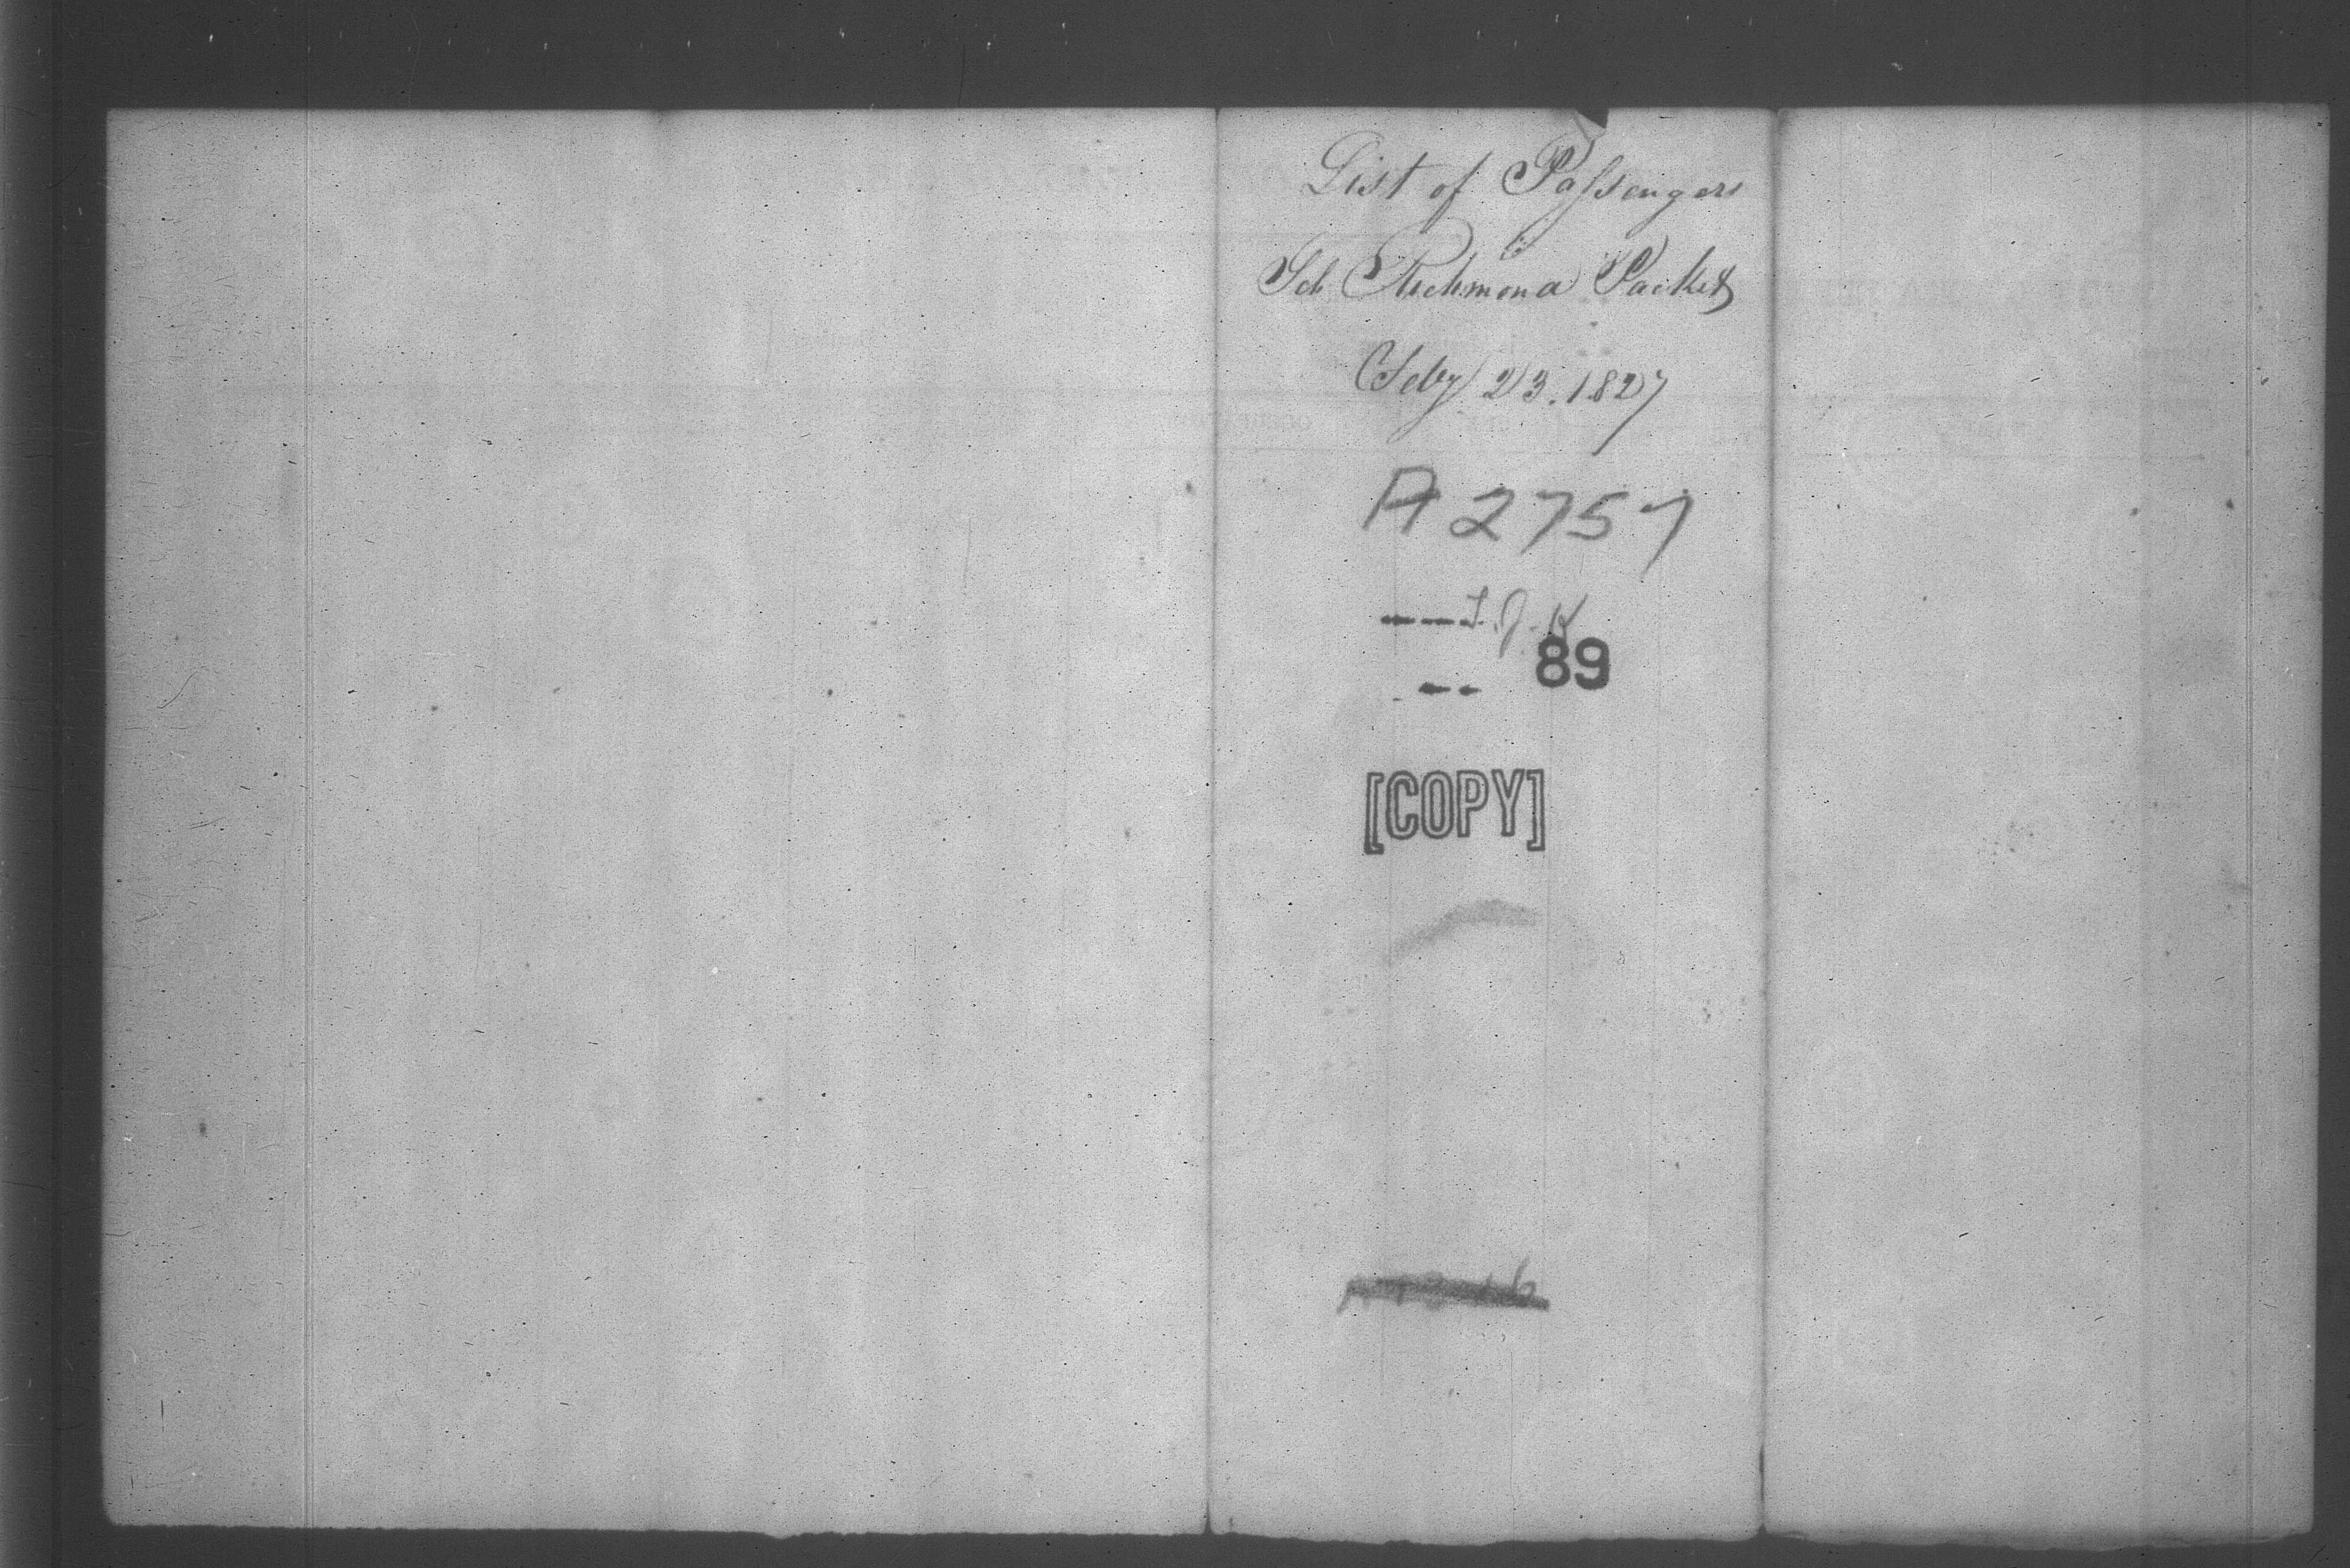 List of Passengers
Sch Richmond Packet
Feby 23. 1827
A 2757
89
[COPY]